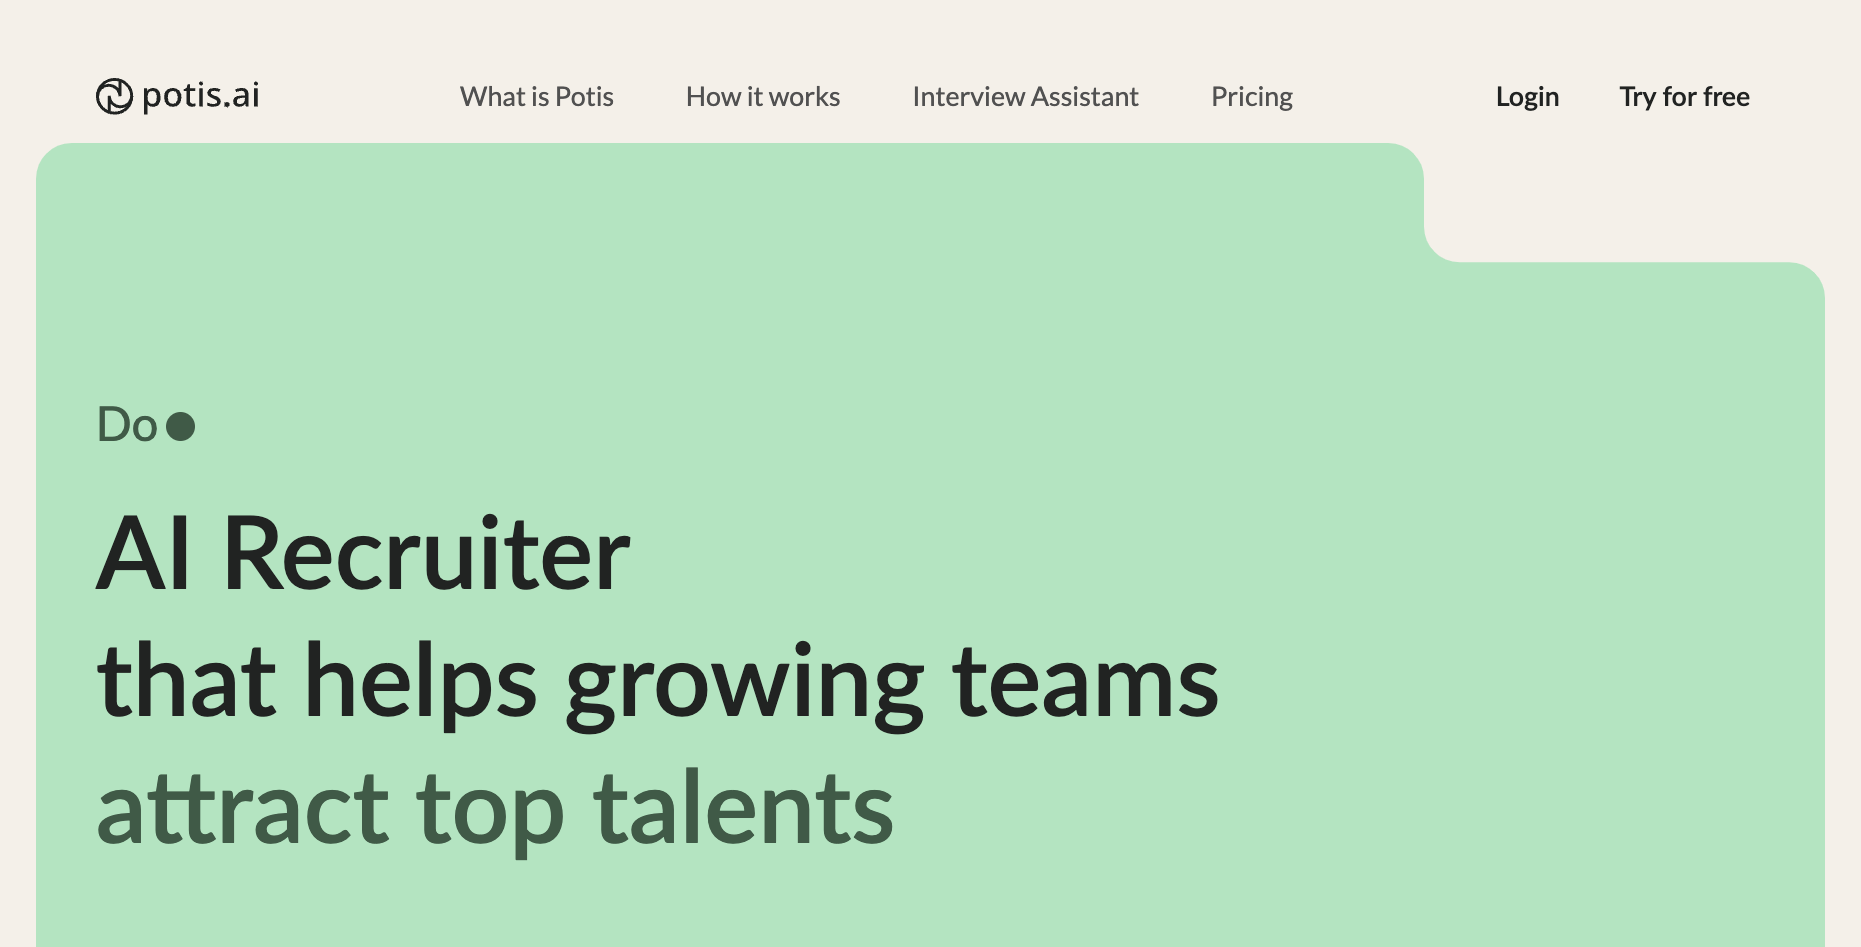 potis.ai
What is Potis
How it works
Interview Assistant
Pricing
Login
Try for free
Do
AI Recruiter
that helps growing teams
attract top talents